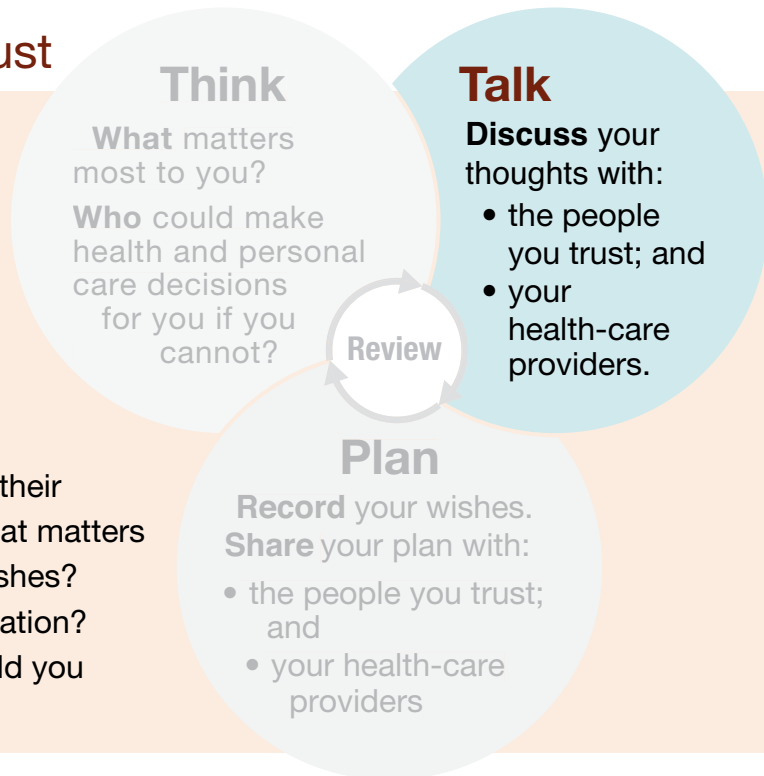 ust
Think
What matters
most to you?
Who could make
health and personal
care decisions
for you if you
cannot?
Talk
Discuss your
thoughts with:
• the people
you trust; and
• your
health-care
providers.
Review
Plan
Record your wishes.
Share your plan with:
• the people you trust;
and
• your health-care
providers
their
at matters
shes?
ation?
ld you